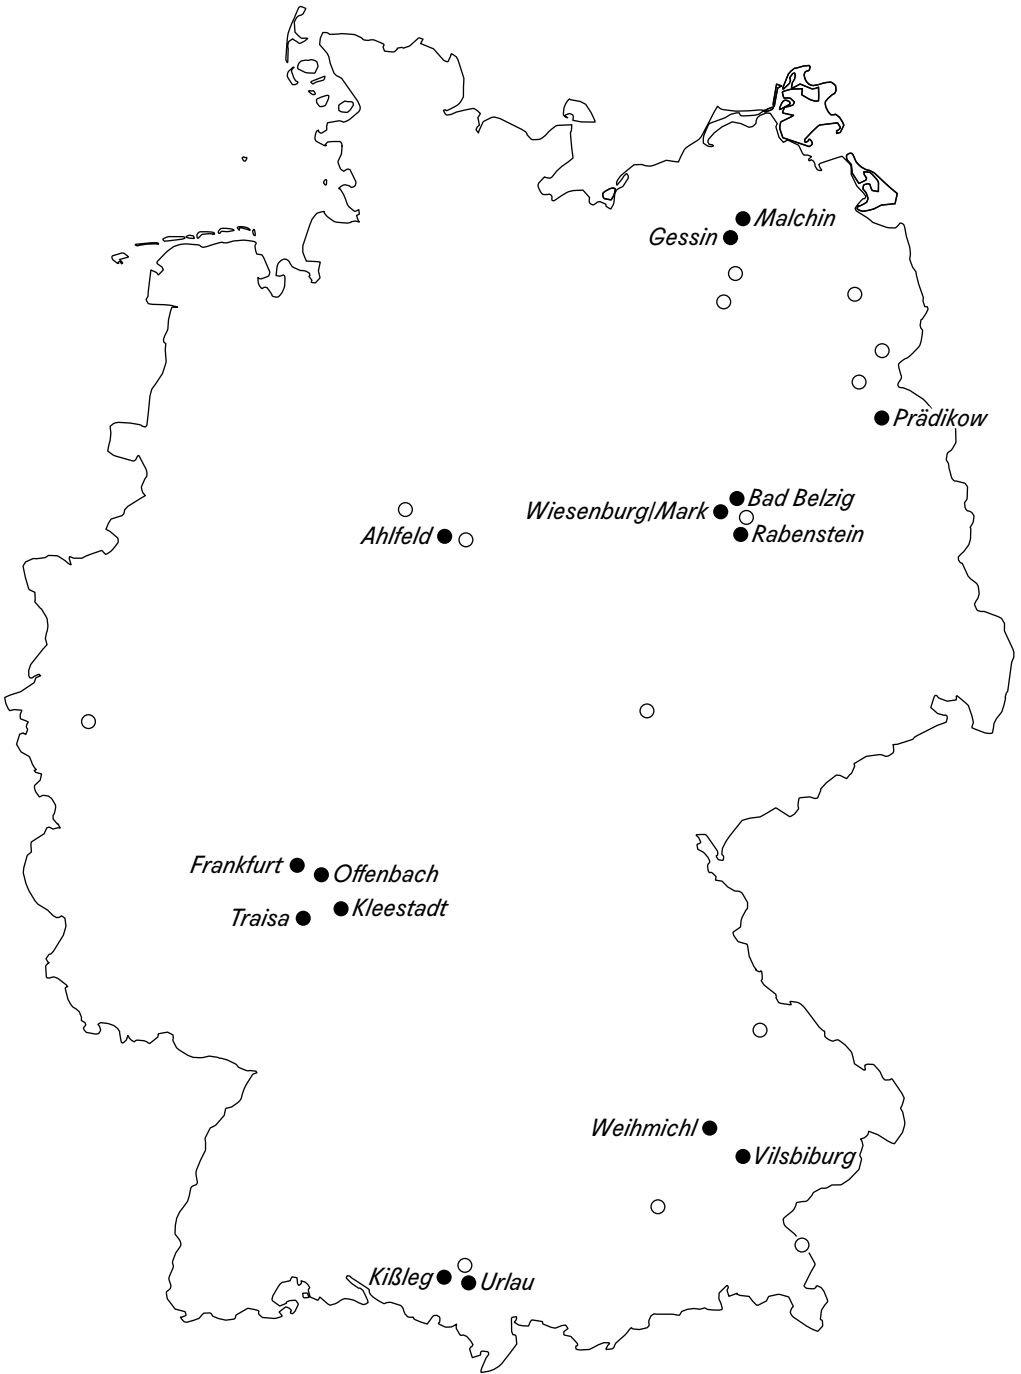 Malchin
Gessin
Prädikow
Bad Belzig
Wiesenburg/Mark
Rabenstein
Ahlfeld
Frankfurt
Offenbach
Kleestadt
Traisa
Weihmichl
Vilsbiburg
Kißleg
Urlau